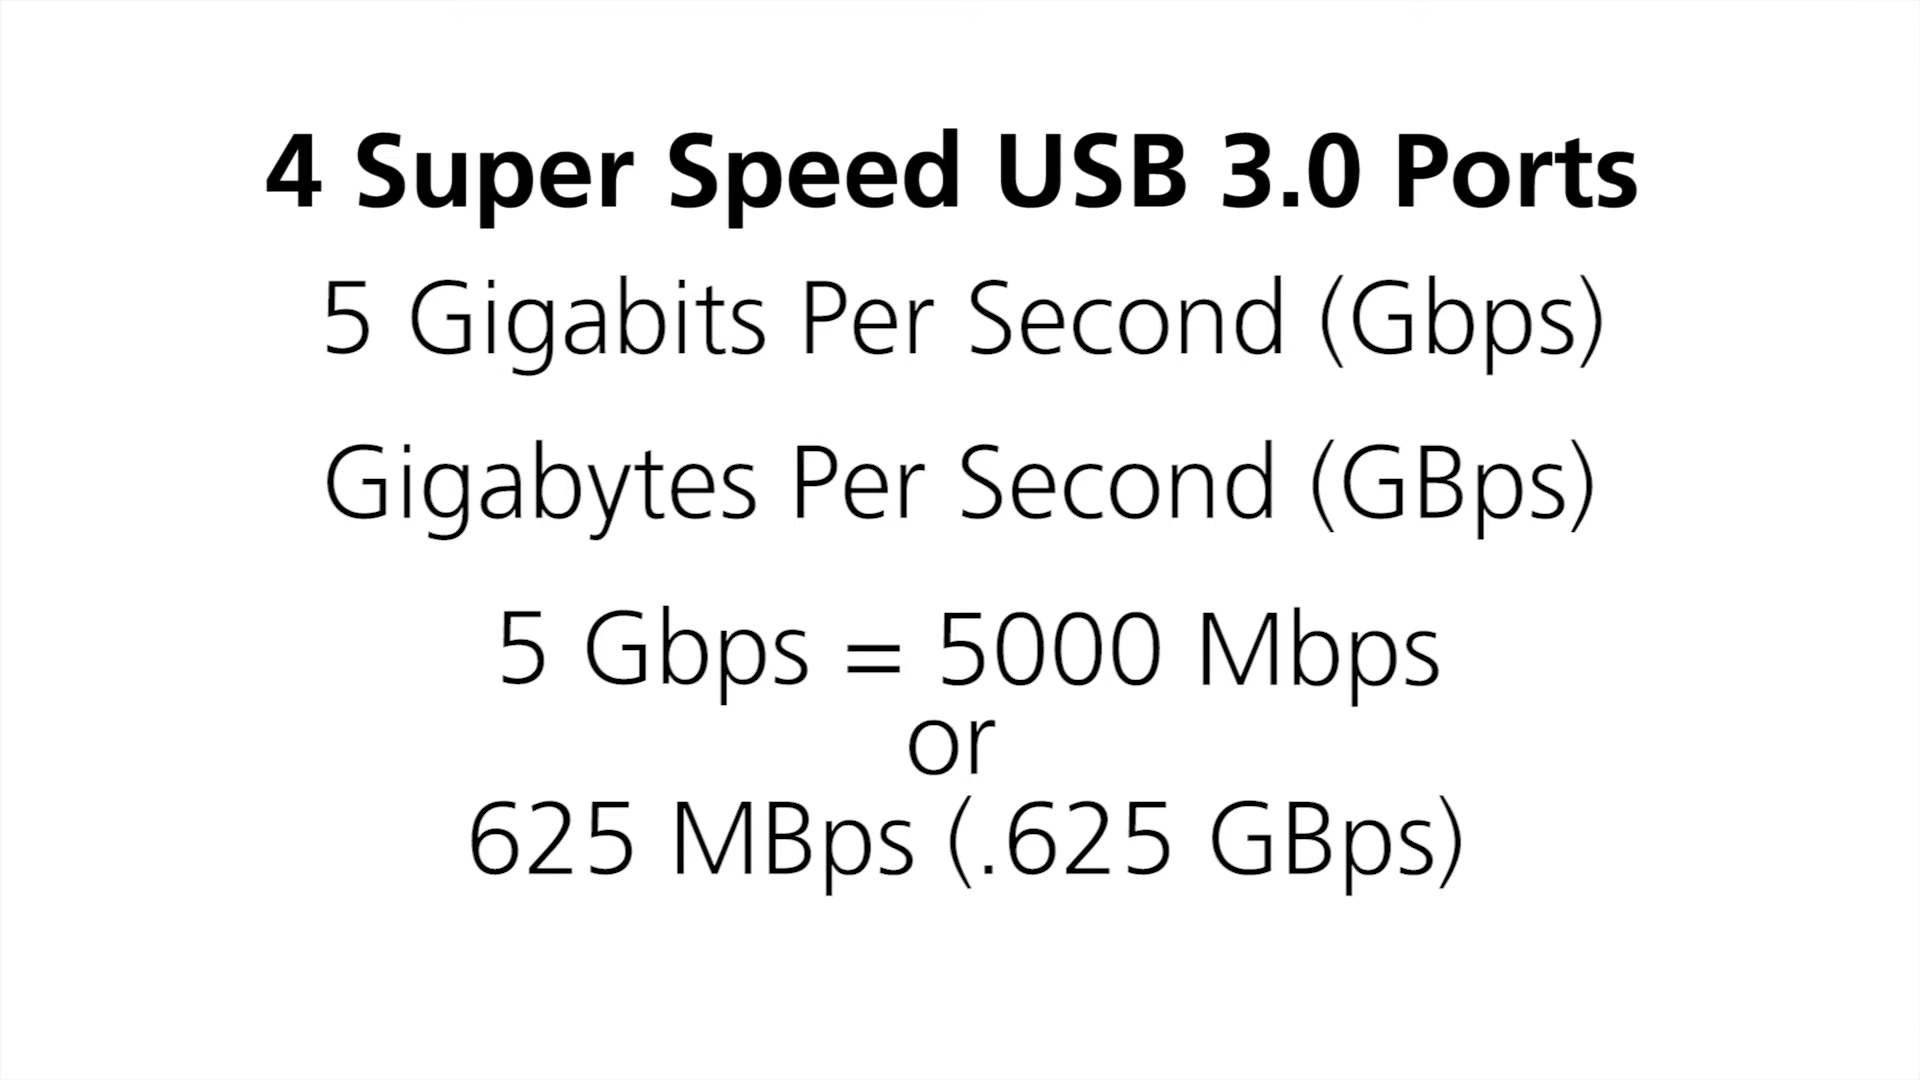 4 Super Speed USB 3.0 Ports
5 Gigabits Per Second (Gbps)
Gigabytes Per Second (GBps)
5 Gbps = 5000 Mbps
or
625 MBps (.625 GBps)